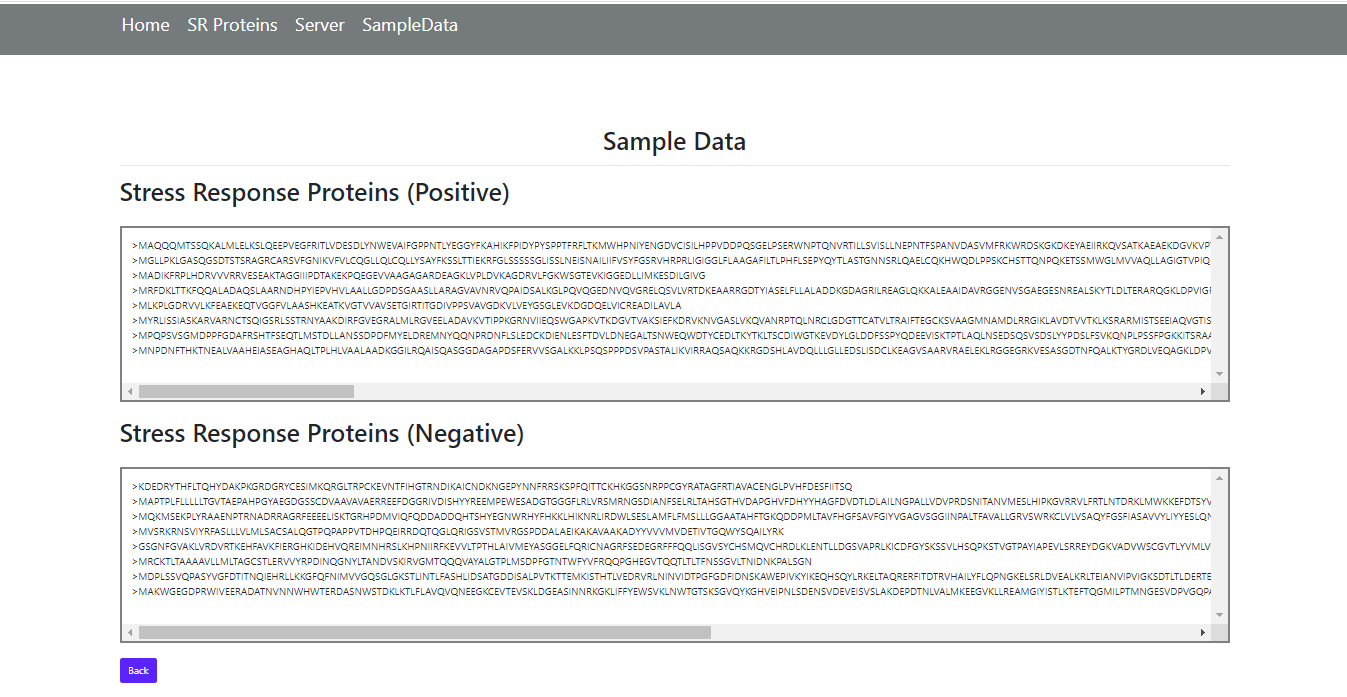 Home SR Proteins Server SampleData
Sample Data
Stress Response Proteins (Positive)
>MAQQQMTSSQKALMLELKSLQEEPVEGFRITLVDESDLYNWEVAIFGPPNTLYEGGYFKAHIKFPIDYPYSPPTFRFLTKMWHPNIYENGDVCISILHPPVDDPQSGELPSERWNPTQNVRTILLSVISLLNEPNTFSPANVDASVMFRKWRDSKGKDKEYAEIIRKQVSATKAEAEKDGVKVP
>MGLLPKLGASQGSDTSTSRAGRCARSVFGNIKVFVLCQGLLQLCQLLYSAYFKSSLTTIEKRFGLSSSSSGLISSLNEISNAILIIFVSYFGSRVHRPRLIGIGGLFLAAGAFILTLPHFLSEPYQYTLASTGNNSRLQAELCQKHWQDLPPSKCHSTTQNPQKETSSMWGLMVVAQLLAGIGTVPIQ
>MADIKFRPLHDRVVVRRVESEAKTAGGIIIPDTAKEKPQEGEVVAAGAGARDEAGKLVPLDVKAGDRVLFGKWSGTEVKIGGEDLLIMKESDILGIVG
>MRFDKLTTKFQQALADAQSLAARNDHPYIEPVHVLAALLGDPDSGAASLLARAGVAVNRVQPAIDSALKGLPQVQGEDNVQVGRELQSVLVRTDKEAARRGDTYIASELFLLALADDKGDAGRILREAGLQKKALEAAIDAVRGGENVSGAEGESNREALSKYTLDLTERARQGKLDPVIG
>MLKPLGDRVVLKFEAEKEQTVGGFVLAASHKEATKVGTVVAVSETGIRTITGDIVPPSVAVGDKVLVEYGSGLEVKDGDQELVICREADILAVLA
>MYRLISSIASKARVARNCTSQIGSRLSSTRNYAAKDIRFGVEGRALMLRGVEELADAVKVTIPPKGRNVIIEQSWGAPKVTKDGVTVAKSIEFKDRVKNVGASLVKQVANRPTQLNRCLGDGTTCATVLTRAIFTEGCKSVAAGMNAMDLRRGIKLAVDTVVTKLKSRARMISTSEEIAQVGTIS
>MPQPSVSGMDPPFGDAFRSHTFSEQTLMSTDLLANSSDPDFMYELDREMNYQQNPRDNFLSLEDCKDIENLESFTDVLDNEGALTSNWEQWDTYCEDLTKYTKLTSCDIWGTKEVDYLGLDDFSSPYQDEEVISKTPTLAQLNSEDSQSVSDSLYYPDSLFSVKQNPLPSSFPGKKITSRAA
>MNPDNFTHKTNEALVAAHEIASEAGHAQLTPLHLVAALAADKGGILRQAISQASGGDAGAPDSFERVVSGALKKLPSQSPPPDSVPASTALIKVIRRAQSAQKKRGDSHLAVDQLLLGLLEDSLISDCLKEAGVSAARVRAELEKLRGGEGRKVESASGDTNFQALKTYGRDLVEQAGKLDPV
Stress Response Proteins (Negative)
>KDEDRYTHFLTQHYDAKPKGRDGRYCESIMKQRGLTRPCKEVNTFIHGTRNDIKAICNDKNGEPYNNFRRSKSPFQITTCKHKGGSNRPPCGYRATAGFRTIAVACENGLPVHFDESFIITSQ
>MAPTPLFLLLLLTGVTAEPAHPGYAEGDGSSCDVAAVAVAERREEFDGGRIVDISHYYREEMPEWESADGTGGGFLRLVRSMRNGSDIANFSELRLTAHSGTHVDAPGHVFDHYYHAGFDVDTLDLAILNGPALLVDVPRDSNITANVMESLHIPKGVRRVLFRTLNTDRKLMWKKEFDTSYV
>MQKMSEKPLYRAAENPTRNADRRAGRFEEEELISKTGRHPDMVIQFQDDADDQHTSHYEGNWRHYFHKKLHIKNRLIRDWLSESLAMFLFMSLLLGGAATAHFTGKQDDPMLTAVFHGFSAVFGIYVGAGVSGGIINPALTFAVALLGRVSWRKCLVLVSAQYFGSFIASAVVYLIYYESLQN
>MVSRKRNSVIYRFASLLLVLMLSACSALQGTPQPAPPVTDHPQEIRRDQTQGLQRIGSVSTMVRGSPDDALAEIKAKAVAAKADYYVVVMVDETIVTGQWYSQAILYRK
>GSGNFGVAKLVRDVRTKEHFAVKFIERGHKIDEHVQREIMNHRSLKHPNIIRFKEVVLTPTHLAIVMEYASGGELFQRICNAGRFSEDEGRFFFQQLISGVSYCHSMQVCHRDLKLENTLLDGSVAPRLKICDFGYSKSSVLHSQPKSTVGTPAYIAPEVLSRREYDGKVADVWSCGVTLYVMLV
>MRCKTLTAAAAVLLMLTAGCSTLERVVYRPDINQGNYLTANDVSKIRVGMTQQQVAYALGTPLMSDPFGTNTWFYVFRQQPGHEGVTQQTLTLTFNSSGVLTNIDNKPALSGN
>MDPLSSVQPASYVGFDTITNQIEHRLLKKGFQFNIMVVGQSGLGKSTLINTLFASHLIDSATGDDISALPVTKTTEMKISTHTLVEDRVRLNINVIDTPGFGDFIDNSKAWEPIVKYIKEQHSQYLRKELTAQRERFITDTRVHAILYFLQPNGKELSRLDVEALKRLTEIANVIPVIGKSDTLTLDERTE
>MAKWGEGDPRWIVEERADATNVNNWHWTERDASNWSTDKLKTLFLAVQVQNEEGKCEVTEVSKLDGEASINNRKGKLIFFYEWSVKLNWTGTSKSGVQYKGHVEIPNLSDENSVDEVEISVSLAKDEPDTNLVALMKEEGVKLLREAMGIYISTLKTEFTQGMILPTMNGESVDPVGQPA
Back